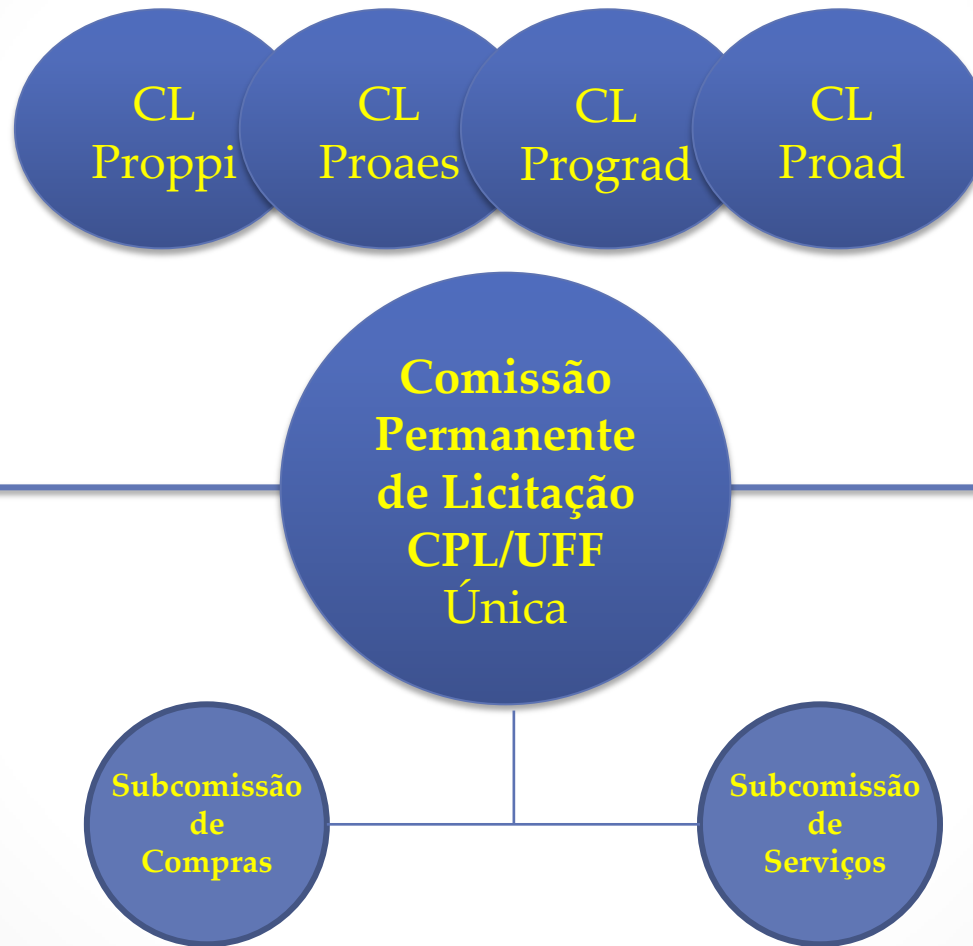 CL
Proppi
CL
Proaes
CL
Prograd
CL
Proad
Comissão
Permanente
de Licitação
CPL/UFF
Única
Subcomissão
de
Compras
Subcomissão
de
Serviços